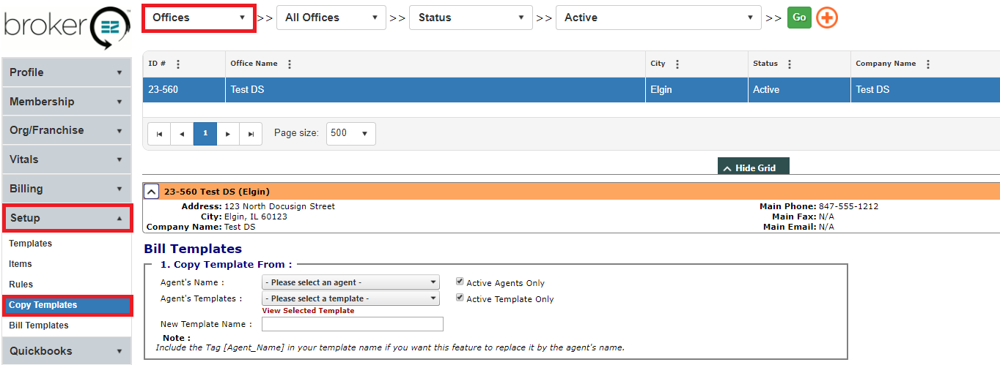 broker EZ ™
Offices >> All Offices >> Status >> Active >> Go
Profile
Membership
Org/Franchise
Vitals
Billing
Setup
Templates
Items
Rules
Copy Templates
Bill Templates
Quickbooks
ID # Office Name City Status Company Name
23-560 Test DS Elgin Active Test DS
1 Page size: 500
Hide Grid
23-560 Test DS (Elgin)
Address: 123 North Docusign Street Main Phone: 847-555-1212
City: Elgin, IL 60123 Main Fax: N/A
Company Name: Test DS Main Email: N/A
Bill Templates
1. Copy Template From :
Agent's Name : - Please select an agent - Active Agents Only
Agent's Templates : - Please select a template - Active Template Only
View Selected Template
New Template Name :
Note :
Include the Tag [Agent_Name] in your template name if you want this feature to replace it by the agent's name.